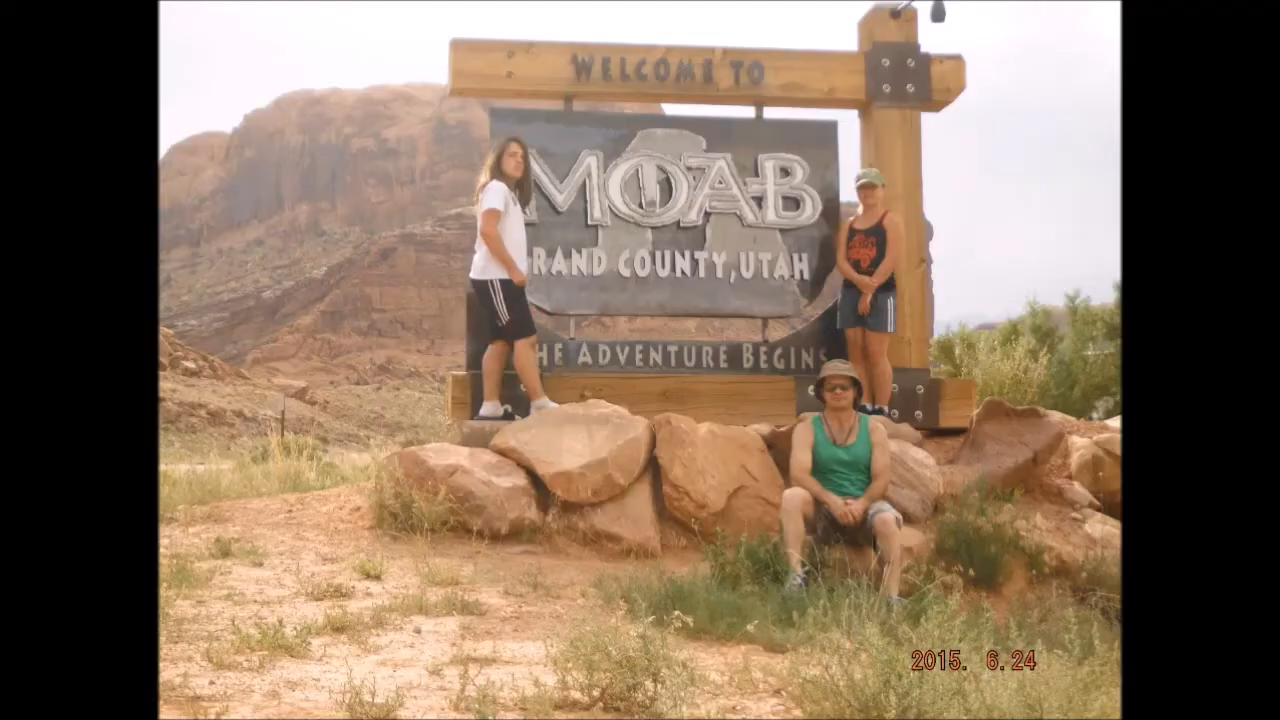 WELCOME TO
MOAB
RAND COUNTY, UTAH
HE ADVENTURE BEGINS
2015. 6.24